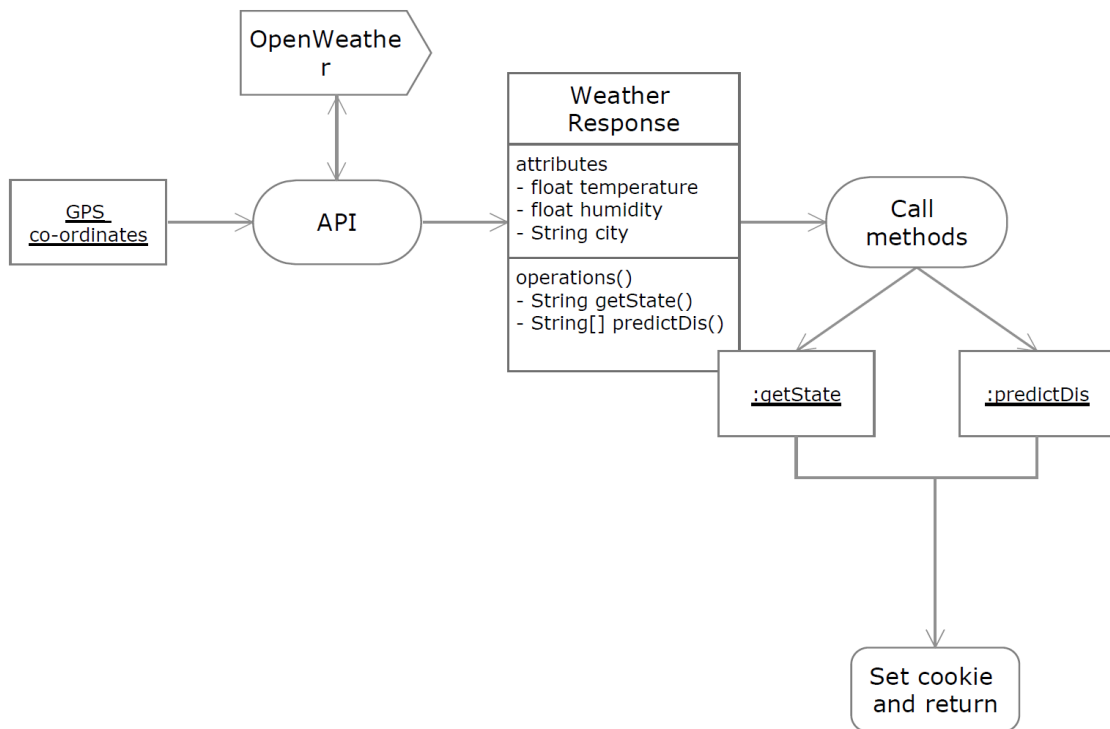 OpenWeathe
r
GPS
co-ordinates
API
Weather
Response
attributes
- float temperature
- float humidity
- String city
operations()
- String getState()
- String[] predictDis()
Call
methods
:getState
:predictDis
Set cookie
and return